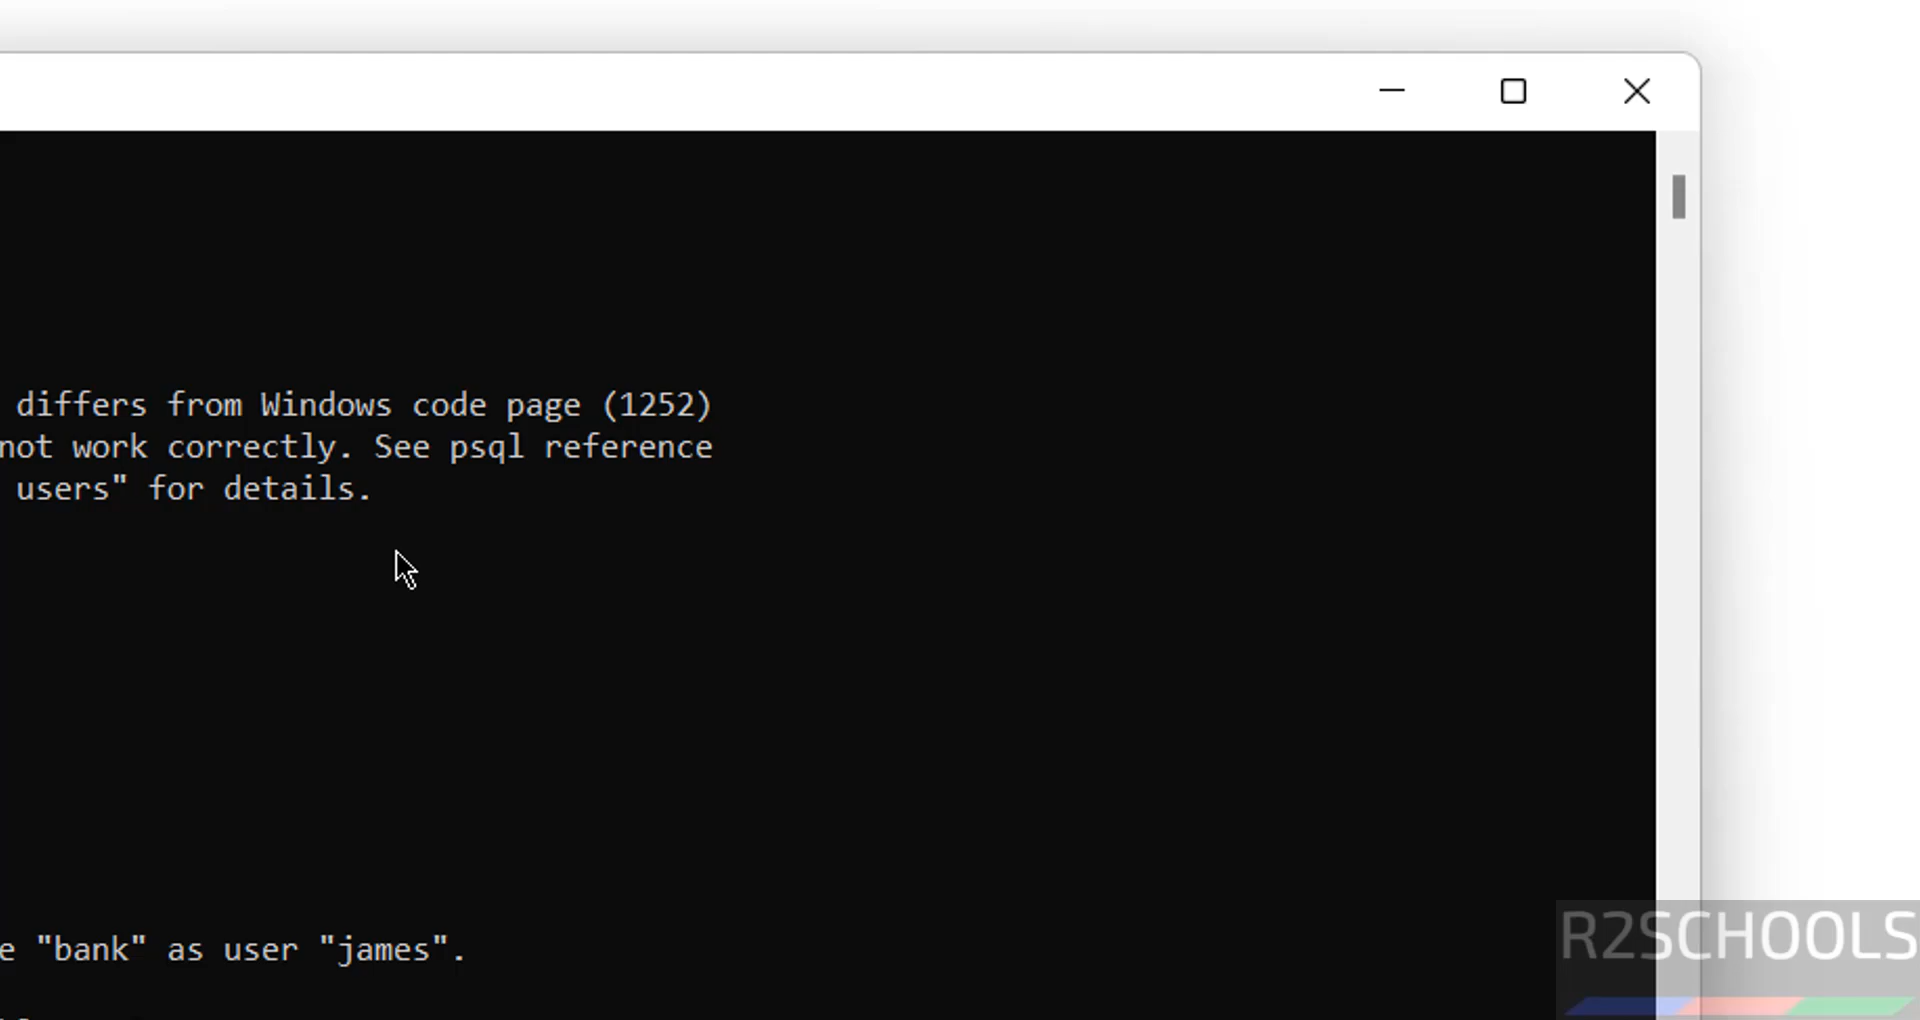 differs from Windows code page (1252)
not work correctly. See psql reference
users" for details.
e "bank" as user "james".
R2SCHOOLS